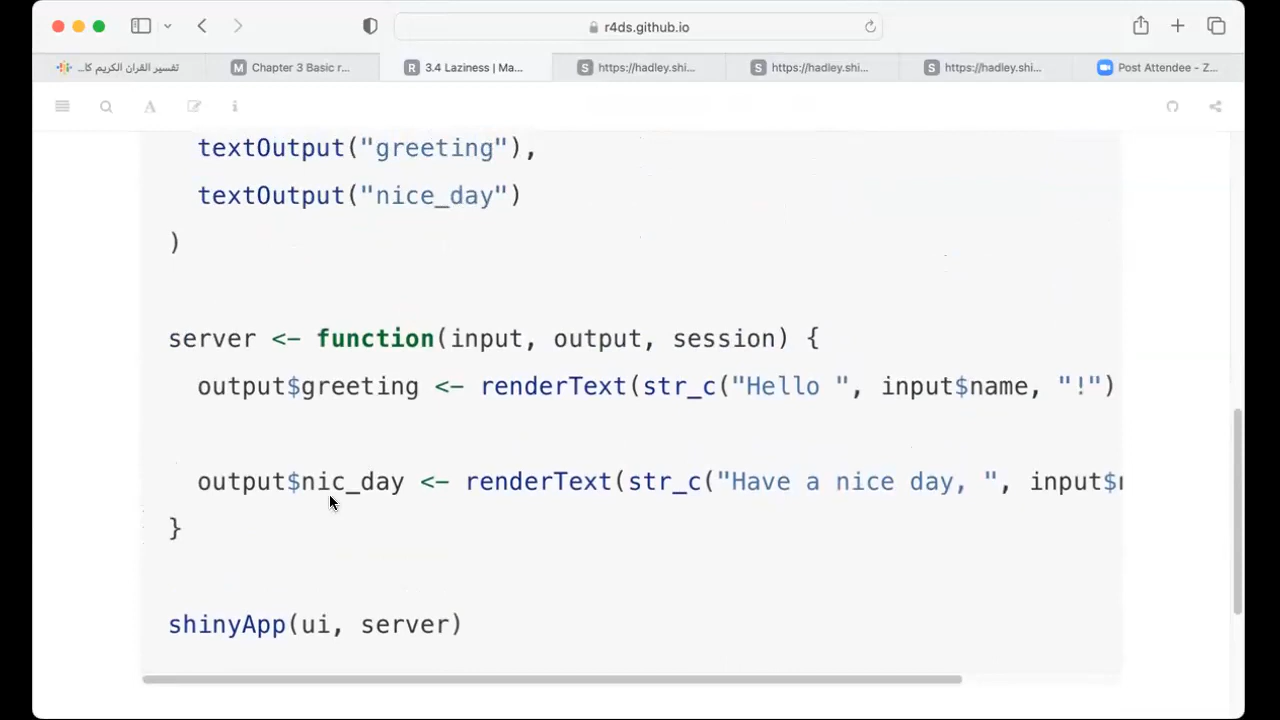 r4ds.github.io
تفسير القران الكريم كا...
Chapter 3 Basic r...
3.4 Laziness | Ma...
https://hadley.shi...
https://hadley.shi...
https://hadley.shi...
Post Attendee - Z...
textOutput("greeting"),
textOutput("nice_day")
)
server <- function(input, output, session) {
output$greeting <- renderText(str_c("Hello ", input$name, "!")
output$nic_day <- renderText(str_c("Have a nice day, ", input$
}
shinyApp(ui, server)